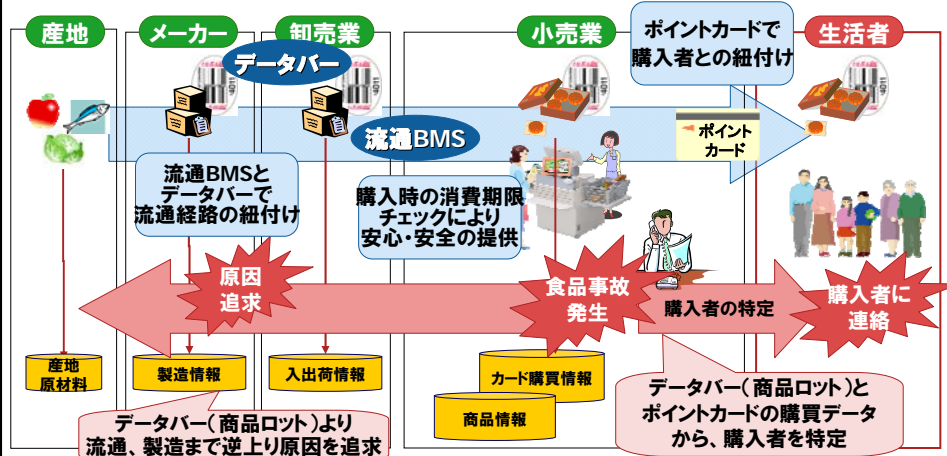 産地
メーカー
卸売業
小売業
生活者
データバー
ポイントカードで
購入者との紐付け
流通BMS
ポイント
カード
流通BMSと
データバーで
流通経路の紐付け
購入時の消費期限
チェックにより
安心・安全の提供
原因
追求
食品事故
発生
購入者の特定
購入者に
連絡
産地
原材料
製造情報
入出荷情報
カード購買情報
商品情報
データバー(商品ロット)より
流通、製造まで逆上り原因を追求
データバー(商品ロット)と
ポイントカードの購買データ
から、購入者を特定